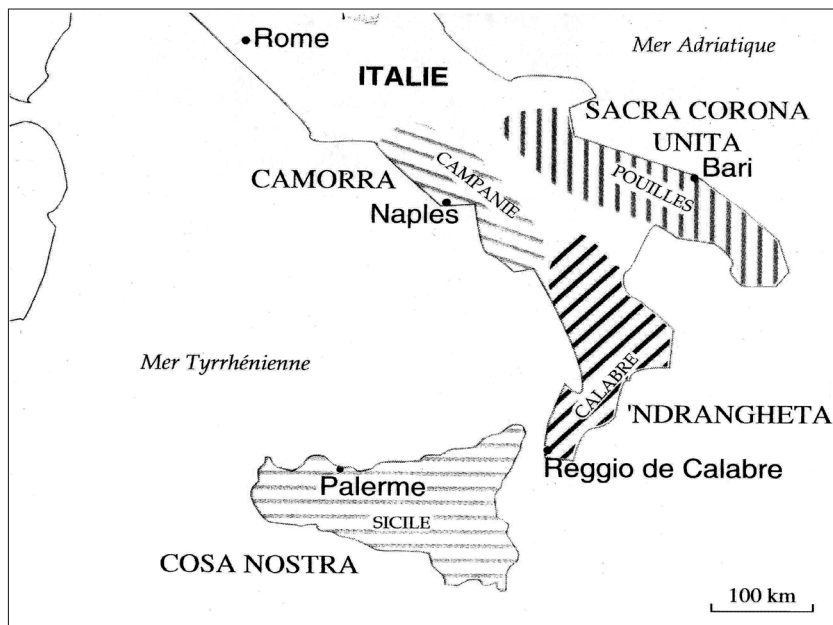 Rome
Mer Adriatique
ITALIE
SACRA CORONA
UNITA
Bari
CAMPANIE
POUILLES
CAMORRA
Naples
Mer Tyrrhénienne
CALABRE
'NDRANGHETA
Reggio de Calabre
Palerme
SICILE
COSA NOSTRA
100 km